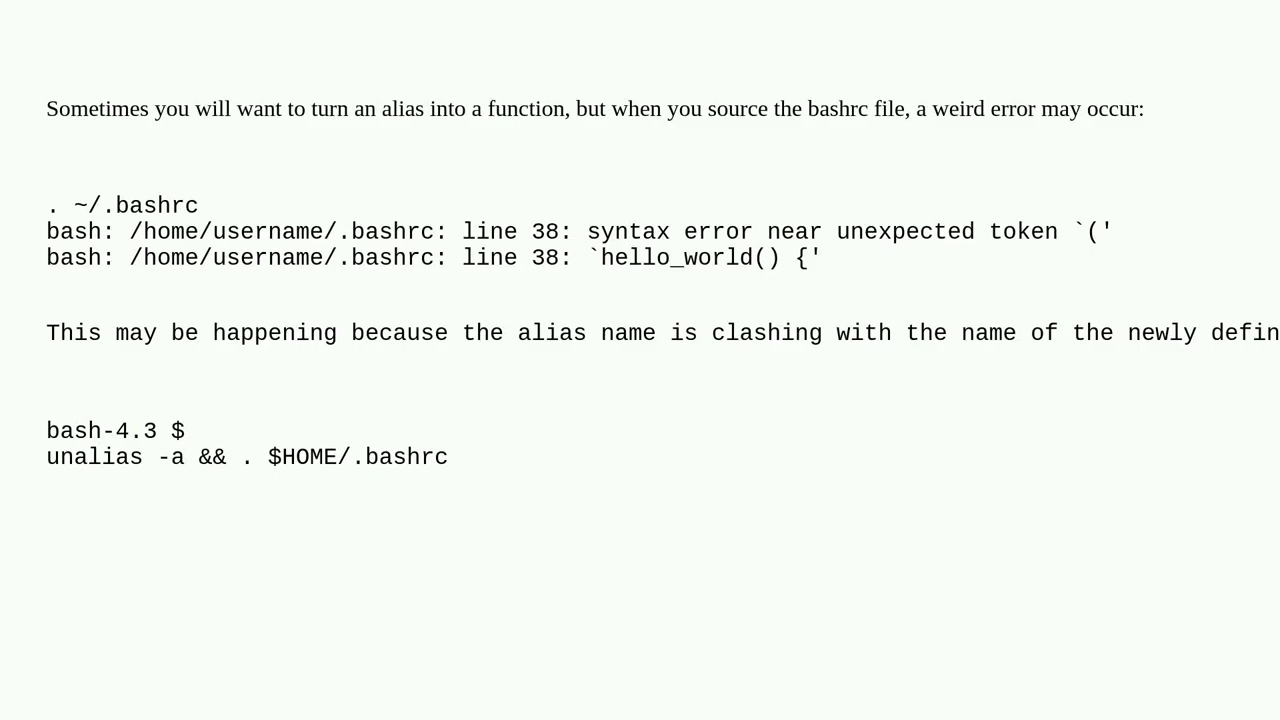 Sometimes you will want to turn an alias into a function, but when you source the bashrc file, a weird error may occur:
. ~/.bashrc
bash: /home/username/.bashrc: line 38: syntax error near unexpected token `('
bash: /home/username/.bashrc: line 38: `hello_world() {'
This may be happening because the alias name is clashing with the name of the newly defin
bash-4.3 $
unalias -a && . $HOME/.bashrc